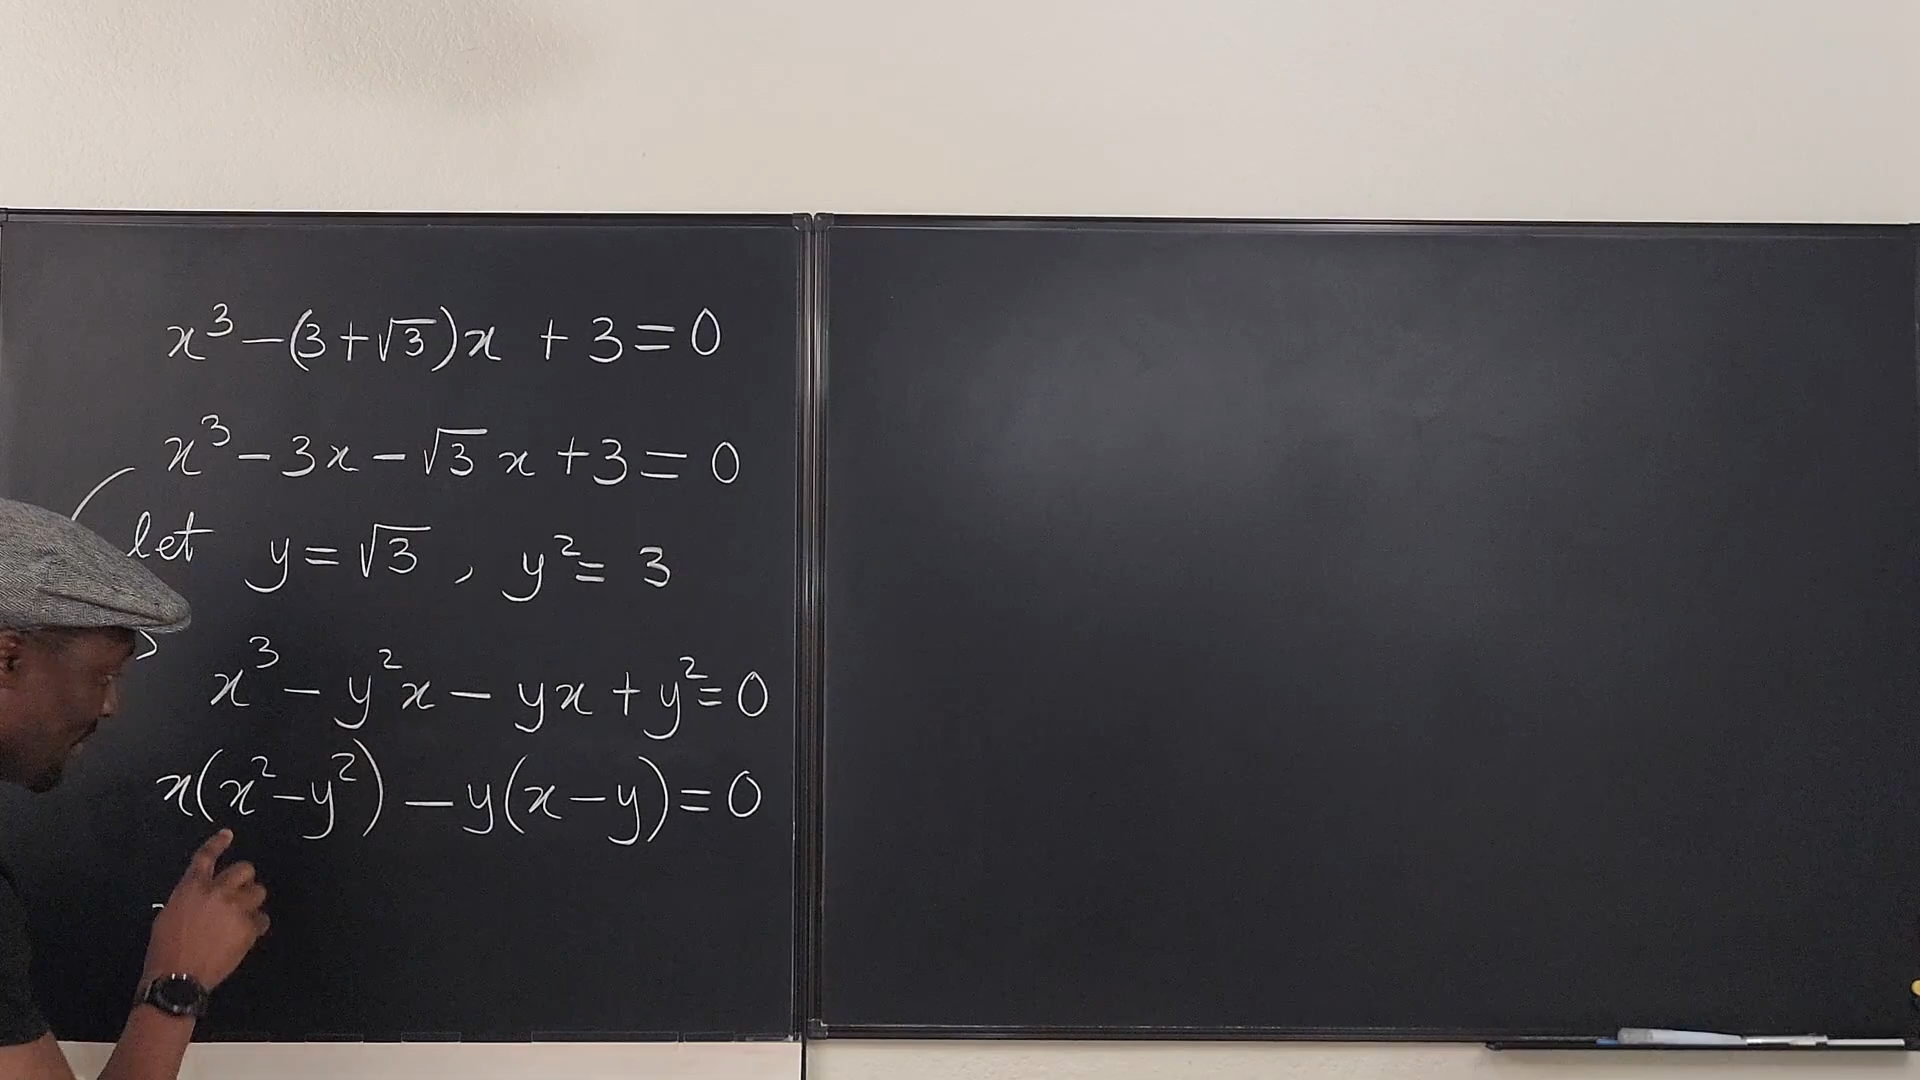 x³ − (3 + √3)x + 3 = 0
x³ − 3x − √3 x + 3 = 0
let y = √3 , y² = 3
x³ − y²x − yx + y² = 0
x(x² − y²) − y(x − y) = 0